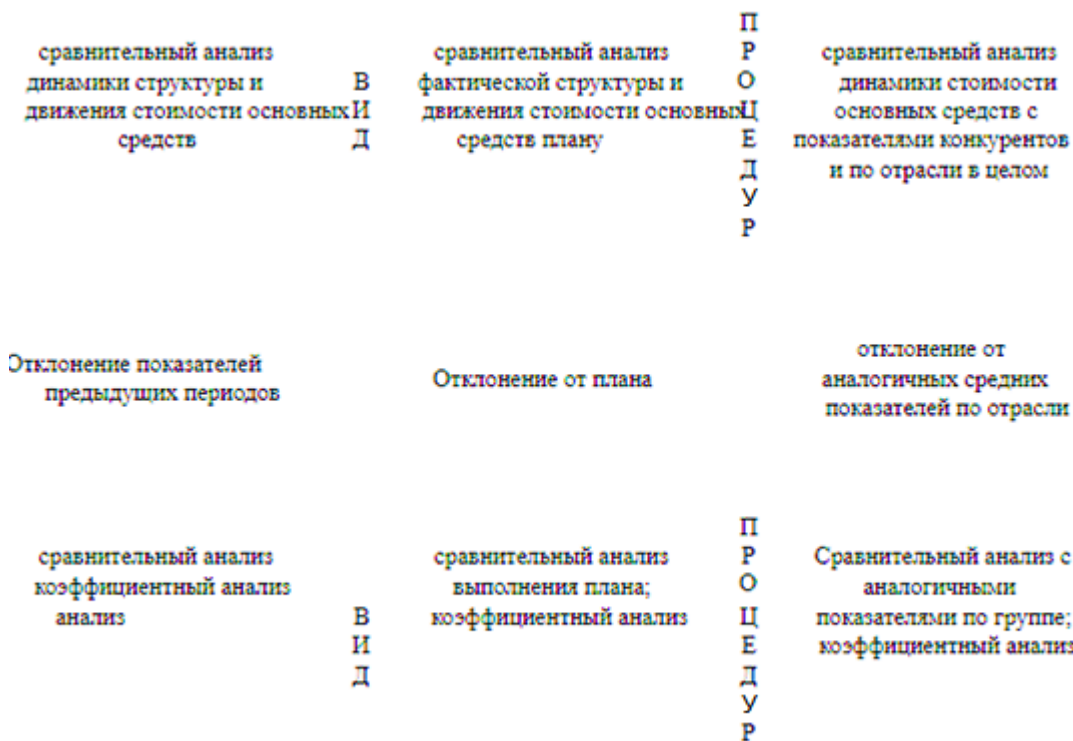 сравнительный анализ
динамики структуры и
движения стоимости основных
средств
В
И
Д
сравнительный анализ
фактической структуры и
движения стоимости основных
средств плану
П
Р
О
Ц
Е
Д
У
Р
сравнительный анализ
динамики стоимости
основных средств с
показателями конкурентов
и по отрасли в целом
Отклонение показателей
предыдущих периодов
Отклонение от плана
отклонение от
аналогичных средних
показателей по отрасли
сравнительный анализ
коэффициентный анализ
анализ
В
И
Д
сравнительный анализ
выполнения плана;
коэффициентный анализ
П
Р
О
Ц
Е
Д
У
Р
Сравнительный анализ с
аналогичными
показателями по группе;
коэффициентный анализ